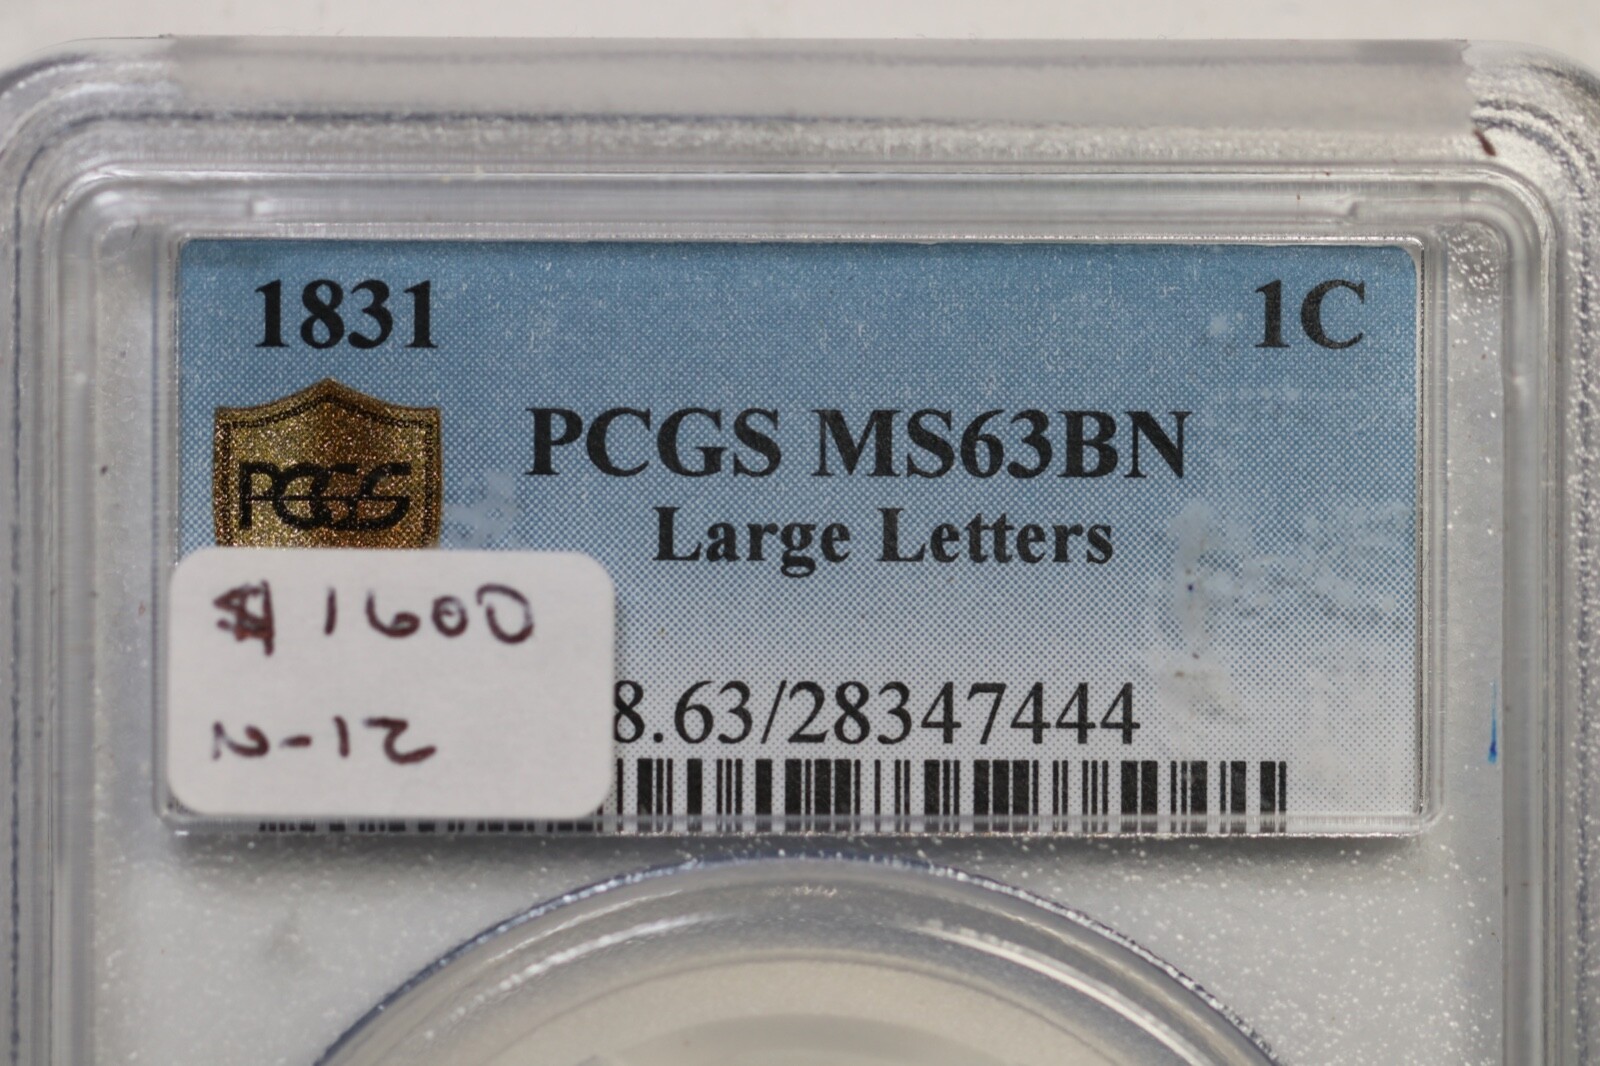 1831 1C
PCGS MS63BN
PCGS
Large Letters
$1600
N-12
8.63/28347444